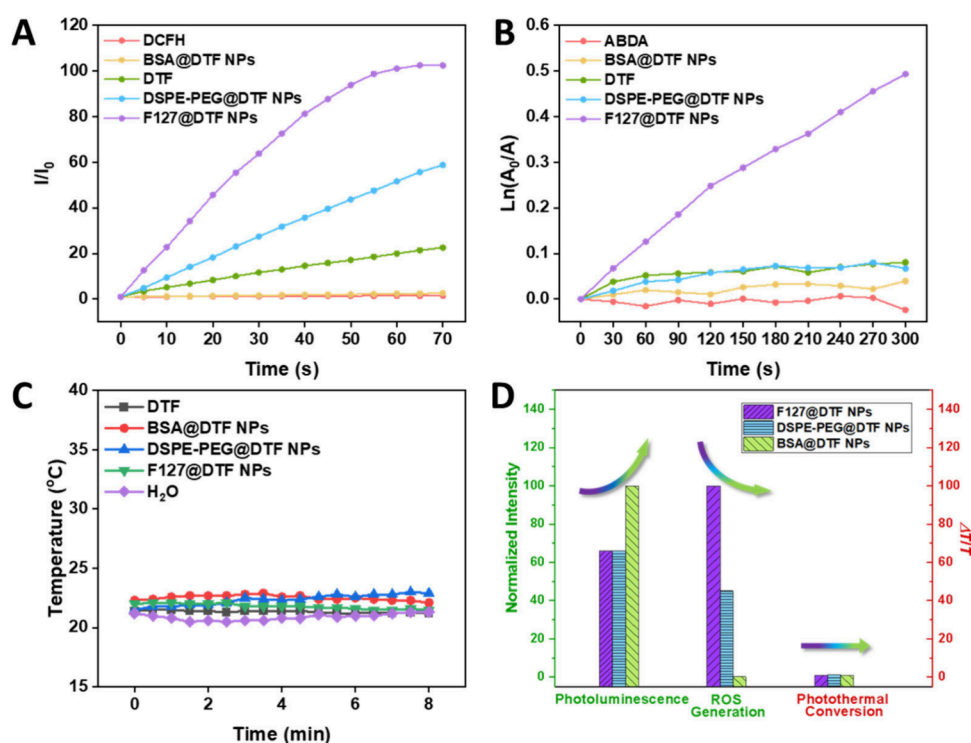 A
120
100
80
60
40
20
0
I/I0
DCFH
BSA@DTF NPs
DTF
DSPE-PEG@DTF NPs
F127@DTF NPs
0 10 20 30 40 50 60 70
Time (s)
B
0.6
0.5
0.4
0.3
0.2
0.1
0.0
Ln(A0/A)
ABDA
BSA@DTF NPs
DTF
DSPE-PEG@DTF NPs
F127@DTF NPs
0 30 60 90 120 150 180 210 240 270 300
Time (s)
C
40
35
30
25
20
15
Temperature (°C)
DTF
BSA@DTF NPs
DSPE-PEG@DTF NPs
F127@DTF NPs
H2O
0 2 4 6 8
Time (min)
D
140
120
100
80
60
40
20
0
Normalized Intensity
F127@DTF NPs
DSPE-PEG@DTF NPs
BSA@DTF NPs
140
120
100
80
60
40
20
0
ΔT/T
Photoluminescence
ROS
Generation
Photothermal
Conversion